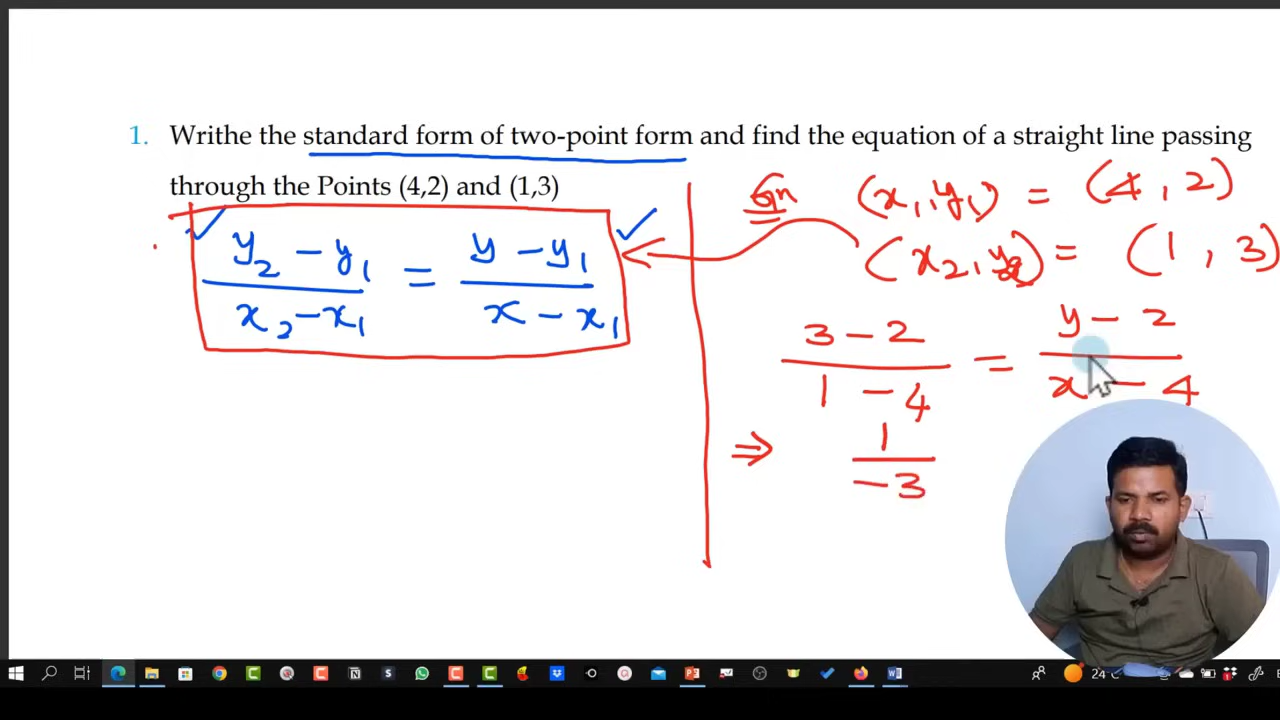 1. Writhe the standard form of two-point form and find the equation of a straight line passing
through the Points (4,2) and (1,3)
y₂ - y₁ / x₂ - x₁ = y - y₁ / x - x₁
Gn (x₁, y₁) = (4, 2)
(x₂, y₂) = (1, 3)
3 - 2 / 1 - 4 = y - 2 / x - 4
⇒ 1 / -3
24°C